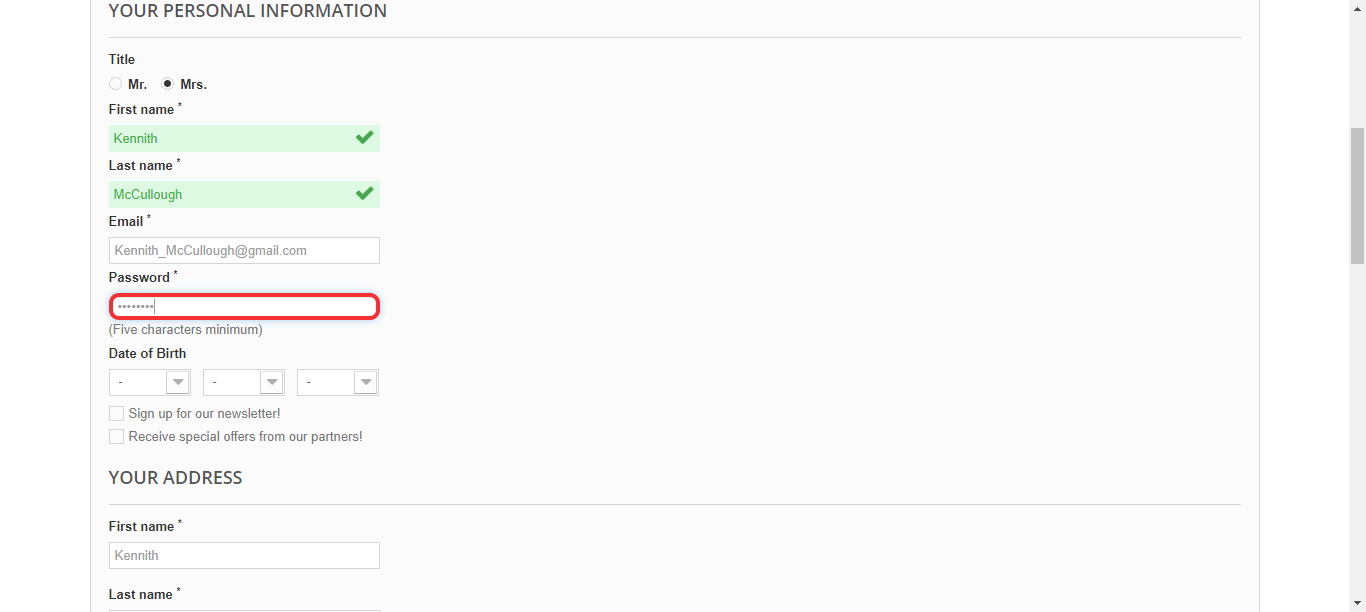 YOUR PERSONAL INFORMATION
Title
Mr. Mrs.
First name *
Kennith
Last name *
McCullough
Email *
Kennith_McCullough@gmail.com
Password *
••••••••
(Five characters minimum)
Date of Birth
- - -
Sign up for our newsletter!
Receive special offers from our partners!
YOUR ADDRESS
First name *
Kennith
Last name *